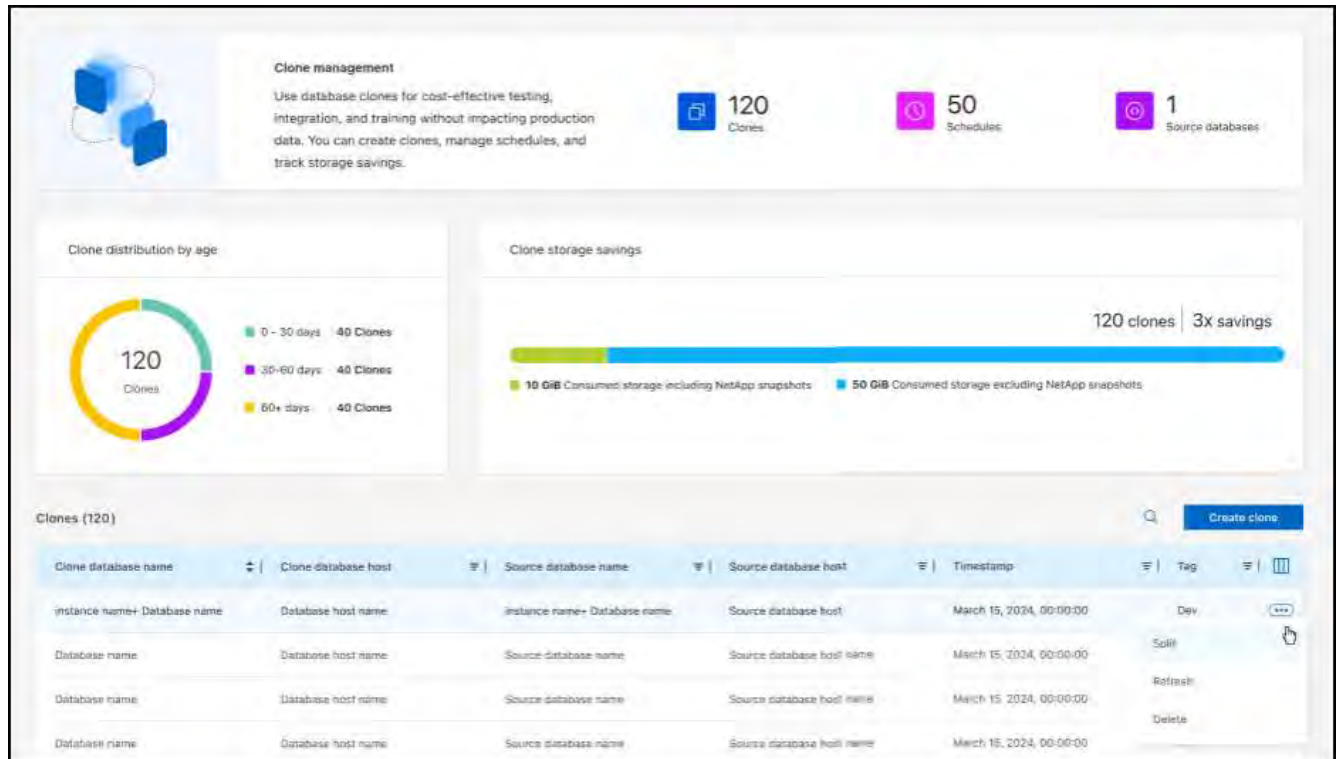 Clone management
Use database clones for cost-effective testing,
integration, and training without impacting production
data. You can create clones, manage schedules, and
track storage savings.
120
Clones
50
Schedules
1
Source databases
Clone distribution by age
120
Clones
0 - 30 days 40 Clones
30-60 days 40 Clones
60+ days 40 Clones
Clone storage savings
120 clones | 3x savings
10 GiB Consumed storage including NetApp snapshots 50 GiB Consumed storage excluding NetApp snapshots
Clones (120)
Create clone
Clone database name Clone database host Source database name Source database host Timestamp Tag
instance name+ Database name Database host name instance name+ Database name Source database host March 15, 2024, 00:00:00 Dev
Split
Database name Database host name Source database name Source database host name March 15, 2024, 00:00:00
Refresh
Database name Database host name Source database name Source database host name March 15, 2024, 00:00:00
Delete
Database name Database host name Source database name Source database host name March 15, 2024, 00:00:00